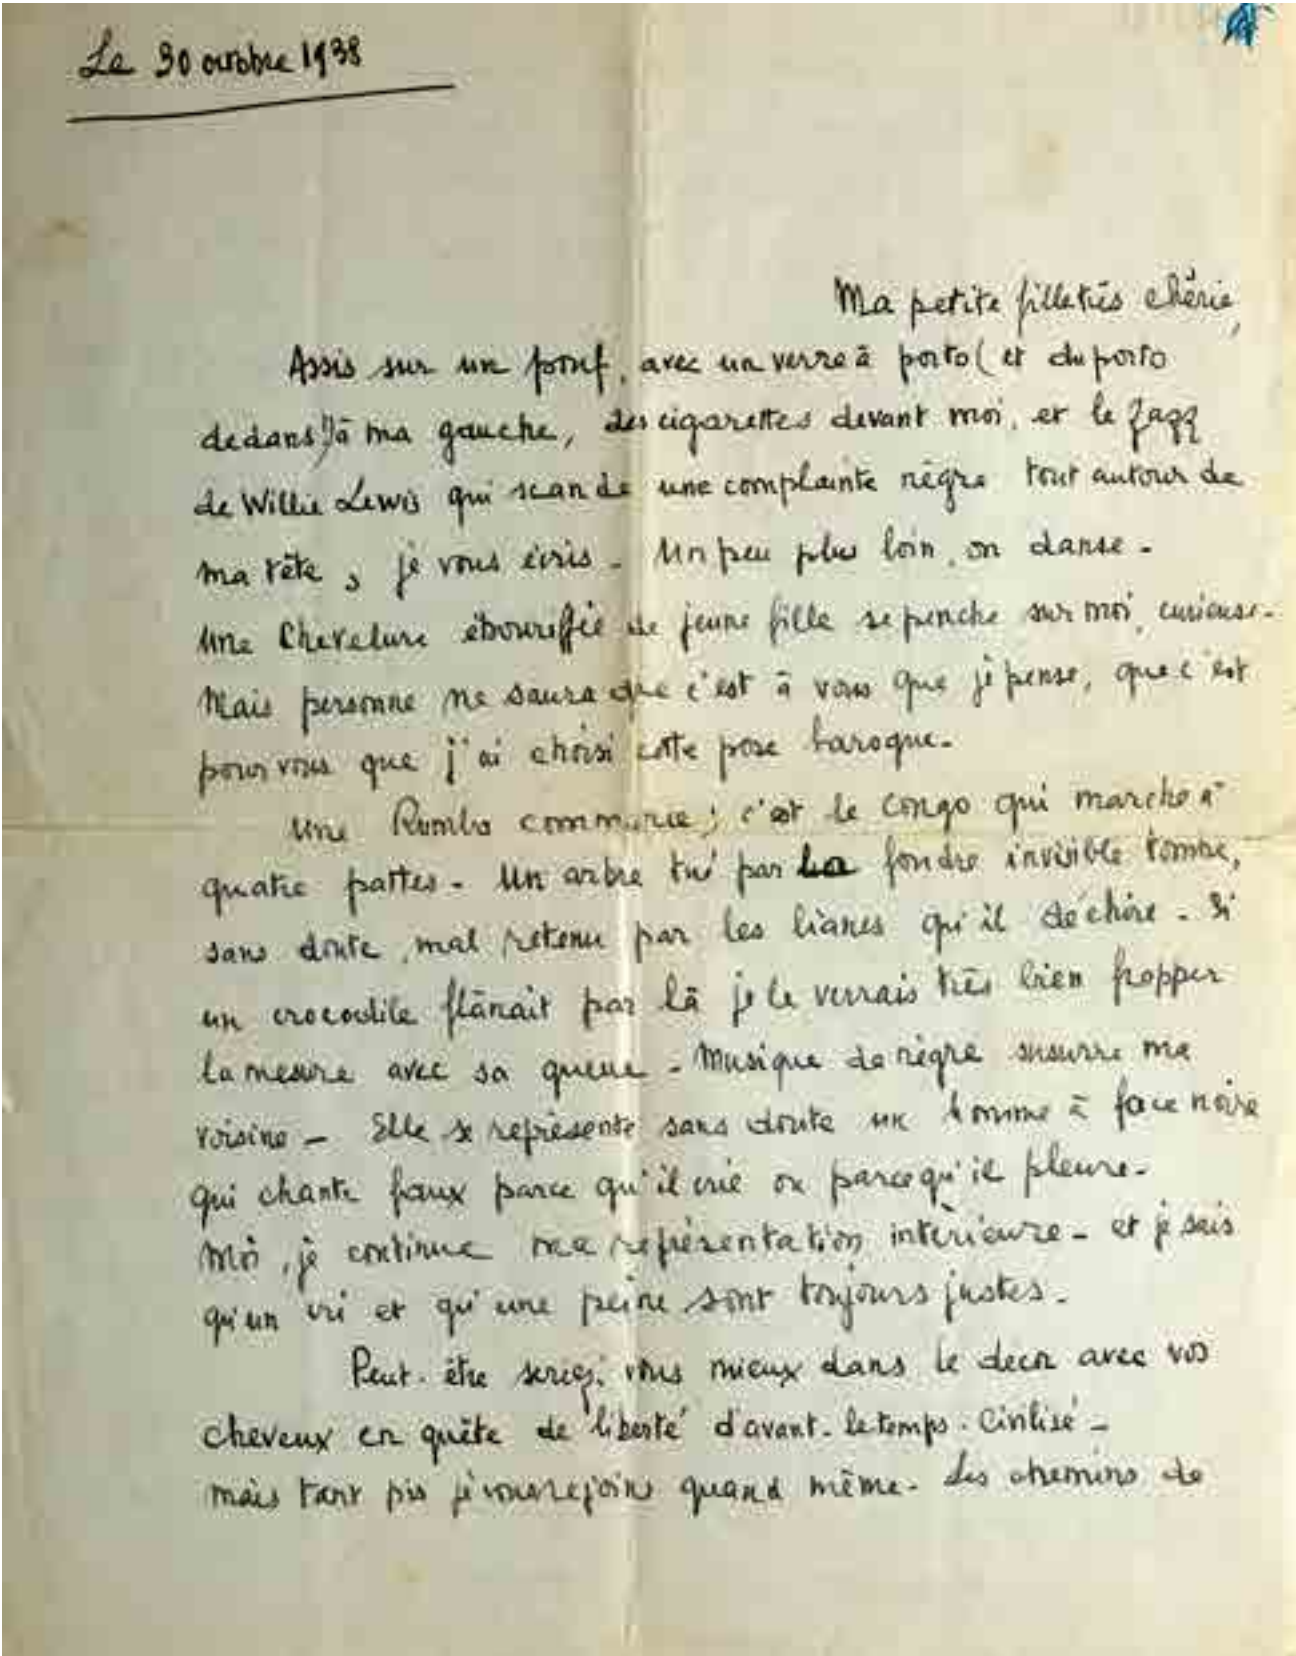 Le 30 octobre 1938
Ma petite fille très chérie,
Assis sur un pouf, avec un verre à porto (et du porto
dedans!) à ma gauche, des cigarettes devant moi, et le Jazz
de Willie Lewis qui scande une complainte nègre tout autour de
ma tête, je vous écris - Un peu plus loin, on danse -
Une Chevelure ébouriffée de jeune fille se penche sur moi, curieuse -
Mais personne ne saura que c'est à vous que je pense, que c'est
pour vous que j'ai choisi cette pose baroque -
Une Rumba commence ; c'est le Congo qui marche à
quatre pattes - Un arbre tué par la foudre invisible tombe,
sans doute, mal retenu par les lianes qu'il déchire - Si
un crocodile flânait par là je le verrais très bien frapper
la mesure avec sa queue - Musique de nègre susurre ma
voisine - Elle se représente sans doute un homme à face noire
qui chante faux parce qu'il crie ou parce qu'il pleure -
Moi, je continue ma représentation intérieure - et je sais
qu'un cri et qu'une peine sont toujours justes -
Peut-être seriez-vous mieux dans le decor avec vos
cheveux en quête de liberté d'avant-le temps-civilisé -
mais tant pis je vous rejoins quand même - Les chemins de